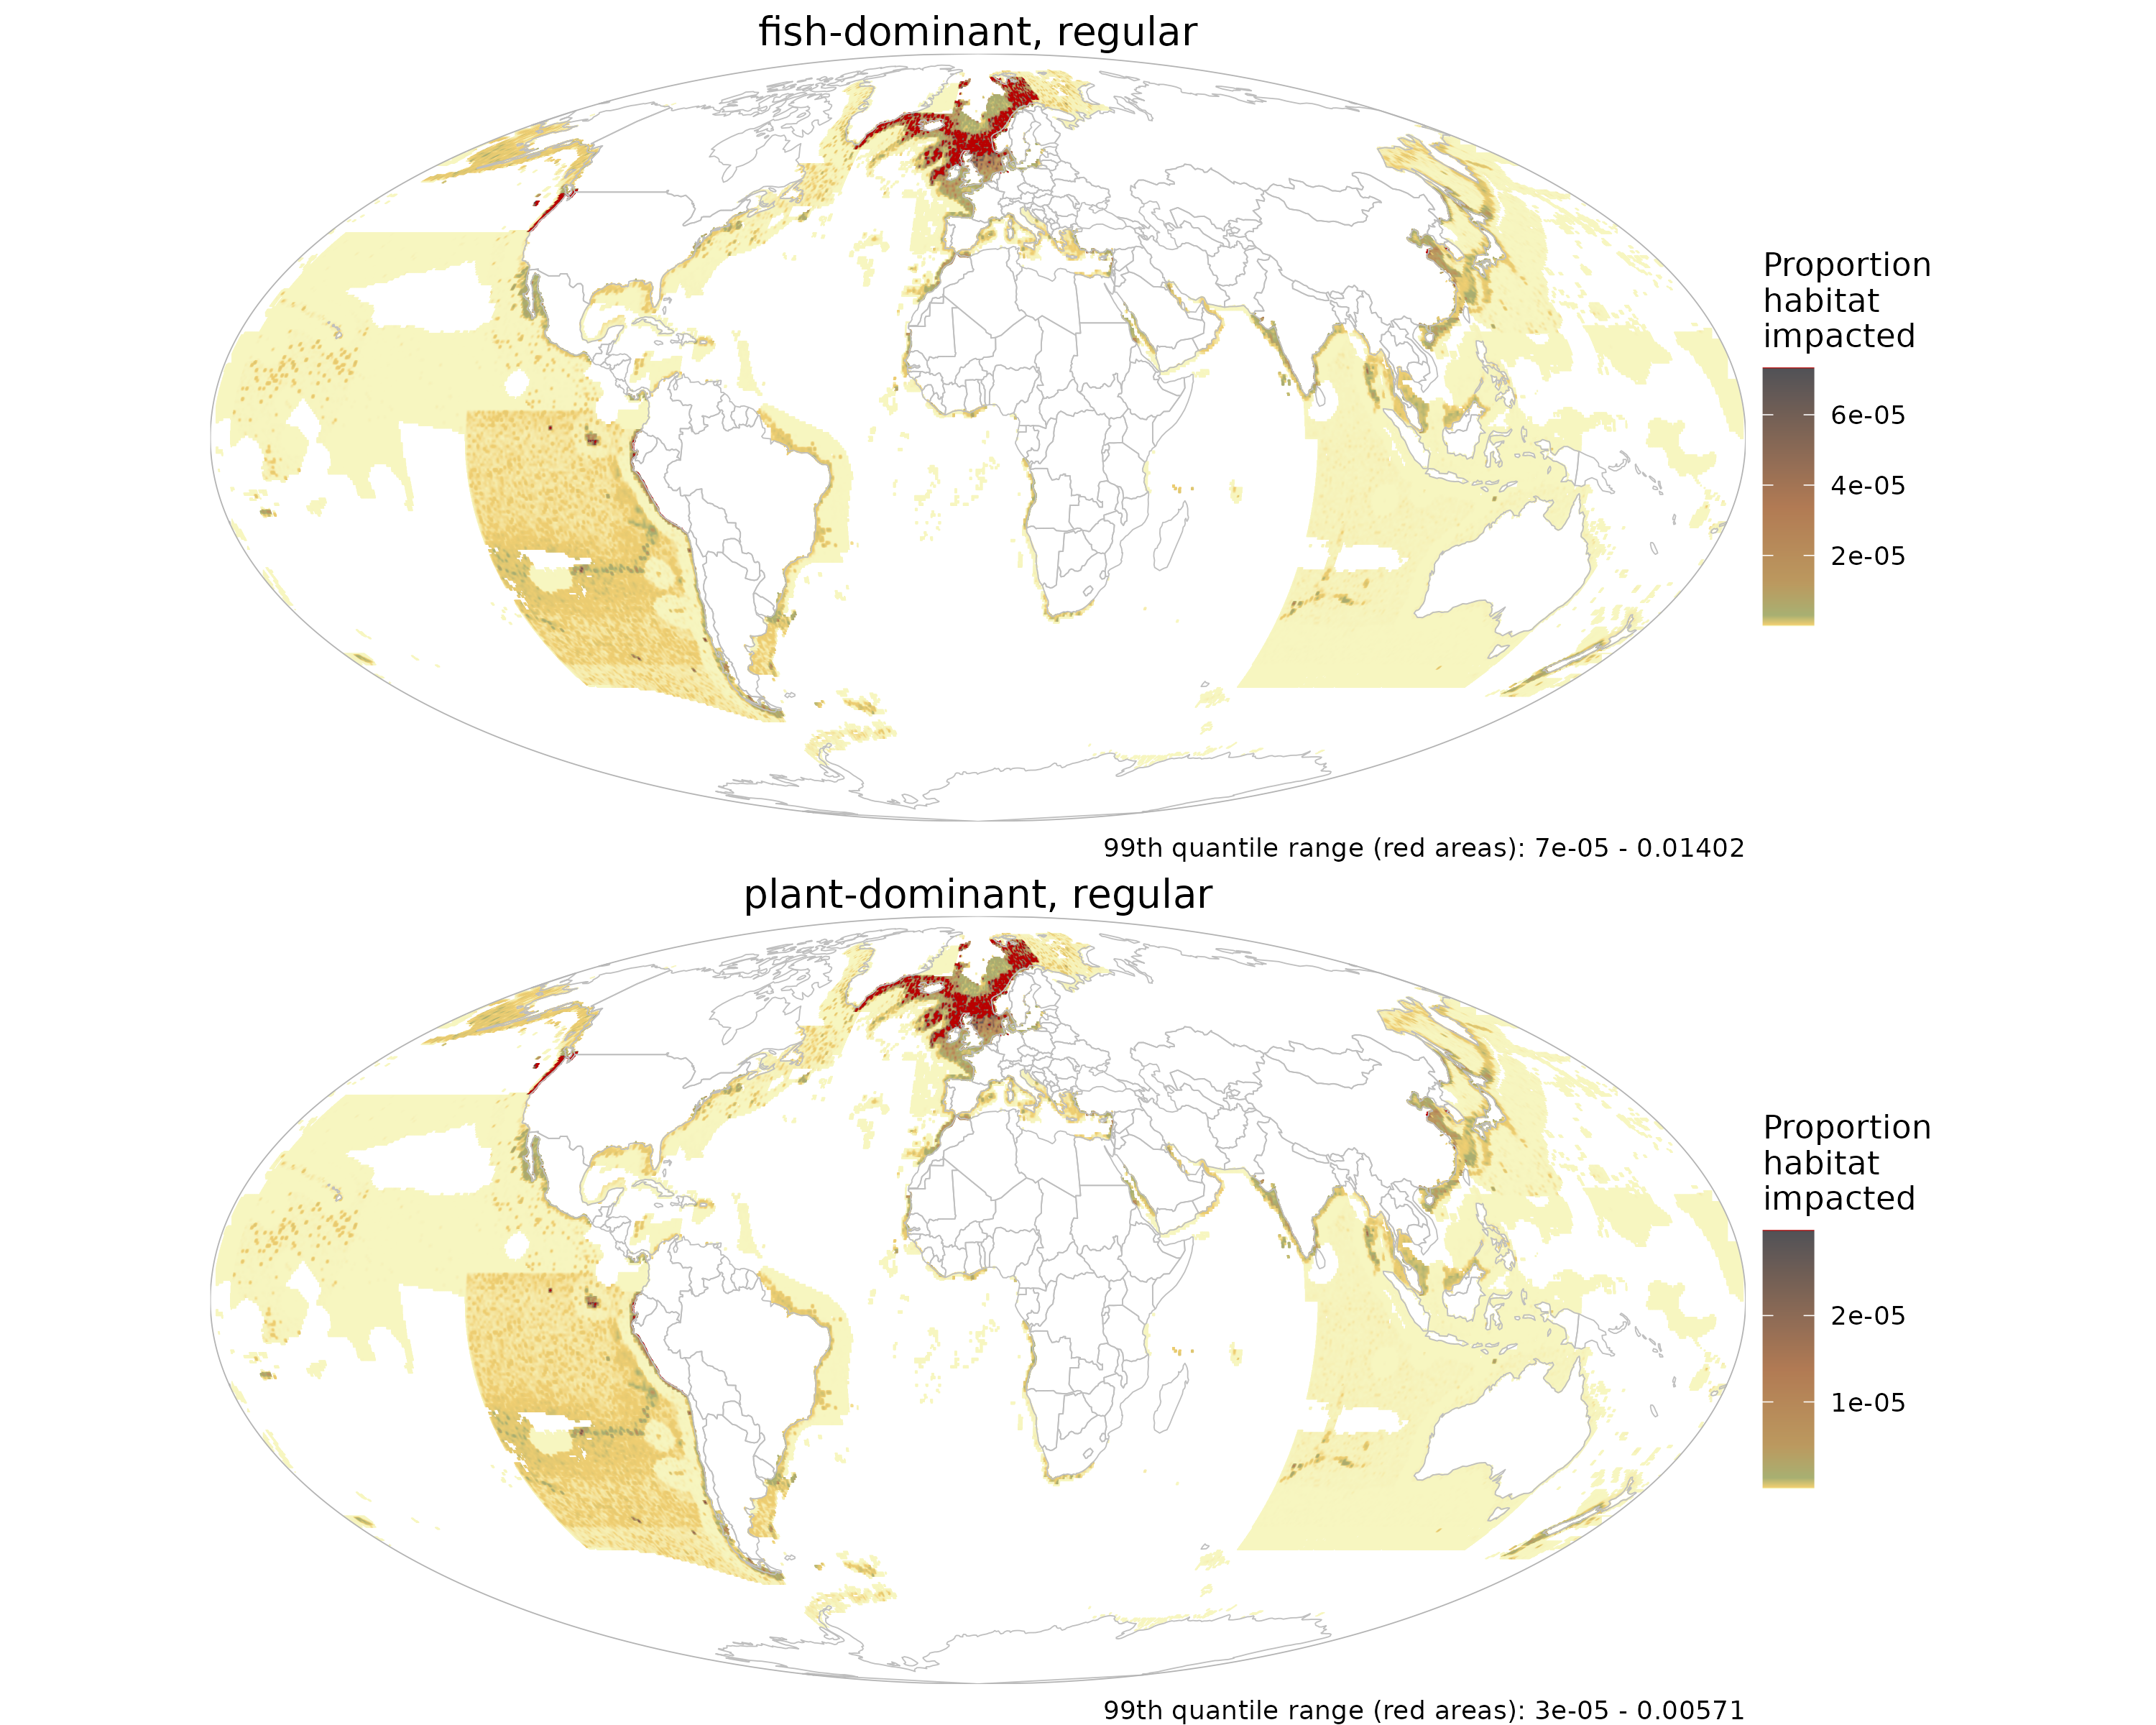 fish-dominant, regular
Proportion
habitat
impacted
6e-05
4e-05
2e-05
99th quantile range (red areas): 7e-05 - 0.01402
plant-dominant, regular
Proportion
habitat
impacted
2e-05
1e-05
99th quantile range (red areas): 3e-05 - 0.00571